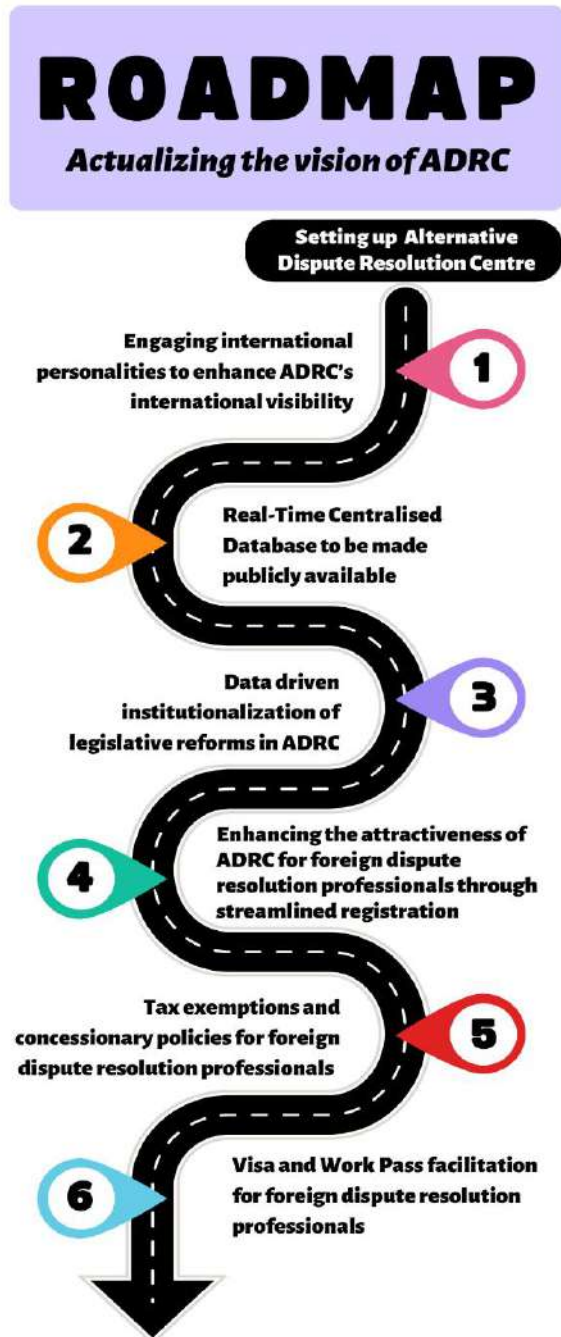 ROADMAP
Actualizing the vision of ADRC
Setting up Alternative
Dispute Resolution Centre
Engaging international
personalities to enhance ADRC's
international visibility
1
2
Real-Time Centralised
Database to be made
publicly available
Data driven
institutionalization of
legislative reforms in ADRC
3
4
Enhancing the attractiveness of
ADRC for foreign dispute
resolution professionals through
streamlined registration
Tax exemptions and
concessionary policies for foreign
dispute resolution professionals
5
6
Visa and Work Pass facilitation
for foreign dispute resolution
professionals